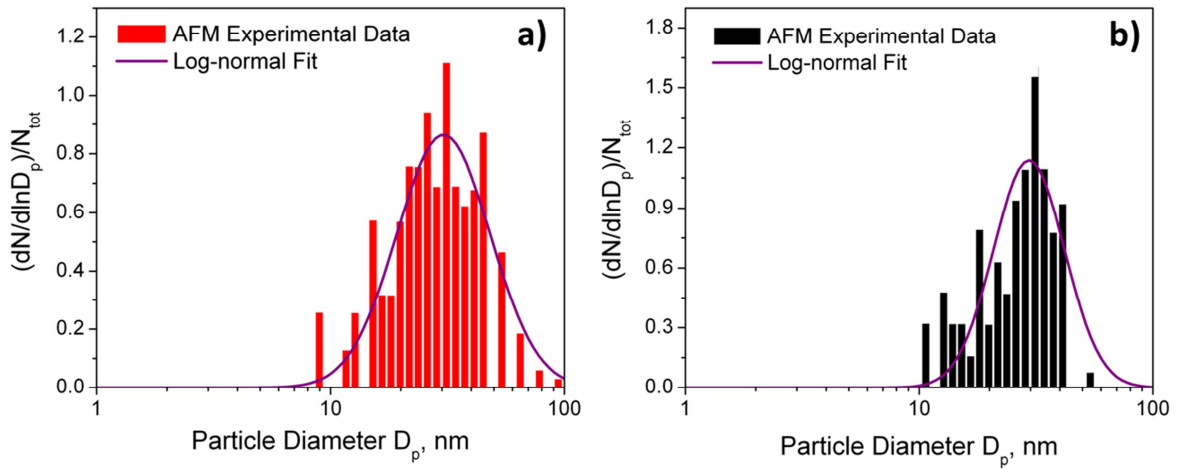 a)
AFM Experimental Data
Log-normal Fit
(dN/dlnDp)/Ntot
1.2
1.0
0.8
0.6
0.4
0.2
0.0
1
10
100
Particle Diameter Dp, nm
b)
AFM Experimental Data
Log-normal Fit
(dN/dlnDp)/Ntot
1.8
1.5
1.2
0.9
0.6
0.3
0.0
1
10
100
Particle Diameter Dp, nm